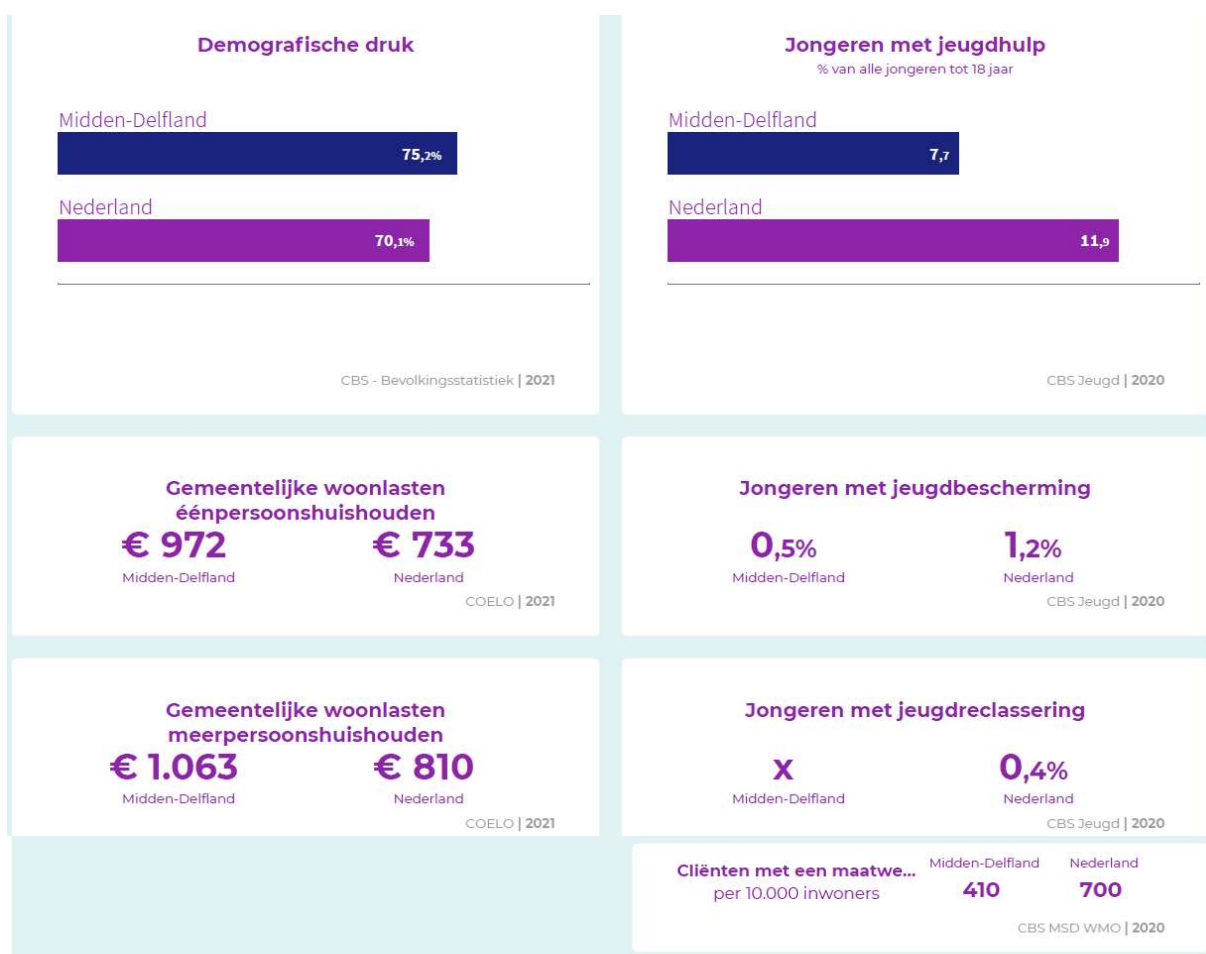 Demografische druk
Midden-Delfland
75,2%
Nederland
70,1%
CBS - Bevolkingsstatistiek | 2021
Jongeren met jeugdhulp
% van alle jongeren tot 18 jaar
Midden-Delfland
7,7
Nederland
11,9
CBS Jeugd | 2020
Gemeentelijke woonlasten
éénpersoonshuishouden
€ 972 € 733
Midden-Delfland Nederland
COELO | 2021
Jongeren met jeugdbescherming
0,5% 1,2%
Midden-Delfland Nederland
CBS Jeugd | 2020
Gemeentelijke woonlasten
meerpersoonshuishouden
€ 1.063 € 810
Midden-Delfland Nederland
COELO | 2021
Jongeren met jeugdreclassering
x 0,4%
Midden-Delfland Nederland
CBS Jeugd | 2020
Cliënten met een maatwe... Midden-Delfland Nederland
per 10.000 inwoners 410 700
CBS MSD WMO | 2020